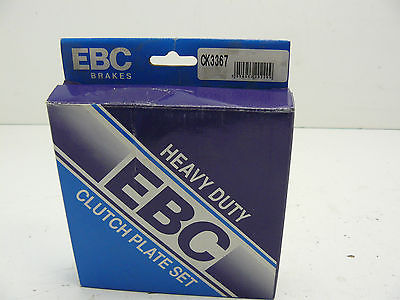 EBC
BRAKES
CK3367
HEAVY DUTY
EBC
CLUTCH PLATE SET